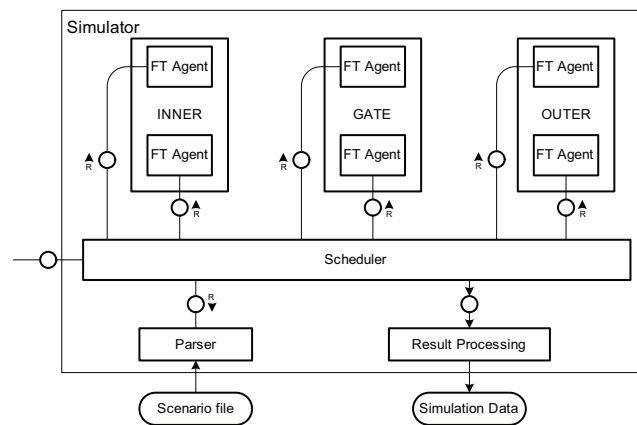 Simulator
FT Agent
FT Agent
FT Agent
INNER
GATE
OUTER
FT Agent
FT Agent
FT Agent
R
R
R
R
R
R
Scheduler
R
Parser
Result Processing
Scenario file
Simulation Data